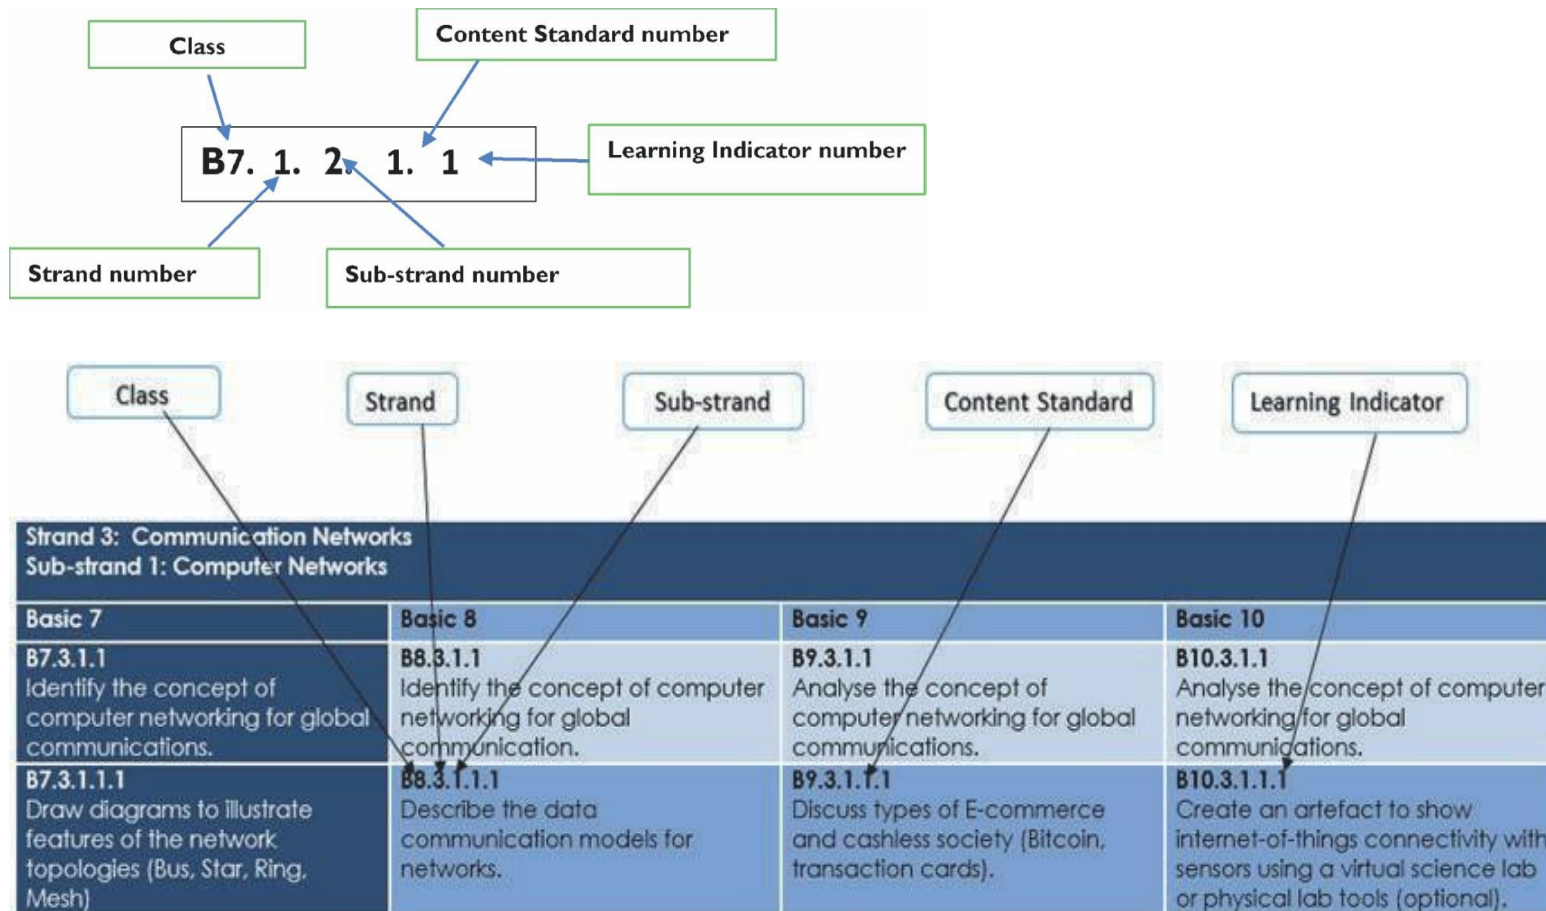 Class
Content Standard number
B7. 1. 2. 1. 1
Learning Indicator number
Strand number
Sub-strand number
Class
Strand
Sub-strand
Content Standard
Learning Indicator
Strand 3: Communication Networks
Sub-strand 1: Computer Networks
Basic 7
Basic 8
Basic 9
Basic 10
B7.3.1.1
Identify the concept of
computer networking for global
communications.
B8.3.1.1
Identify the concept of computer
networking for global
communication.
B9.3.1.1
Analyse the concept of
computer networking for global
communications.
B10.3.1.1
Analyse the concept of computer
networking for global
communications.
B7.3.1.1.1
Draw diagrams to illustrate
features of the network
topologies (Bus, Star, Ring,
Mesh)
B8.3.1.1.1
Describe the data
communication models for
networks.
B9.3.1.1.1
Discuss types of E-commerce
and cashless society (Bitcoin,
transaction cards).
B10.3.1.1.1
Create an artefact to show
internet-of-things connectivity with
sensors using a virtual science lab
or physical lab tools (optional).